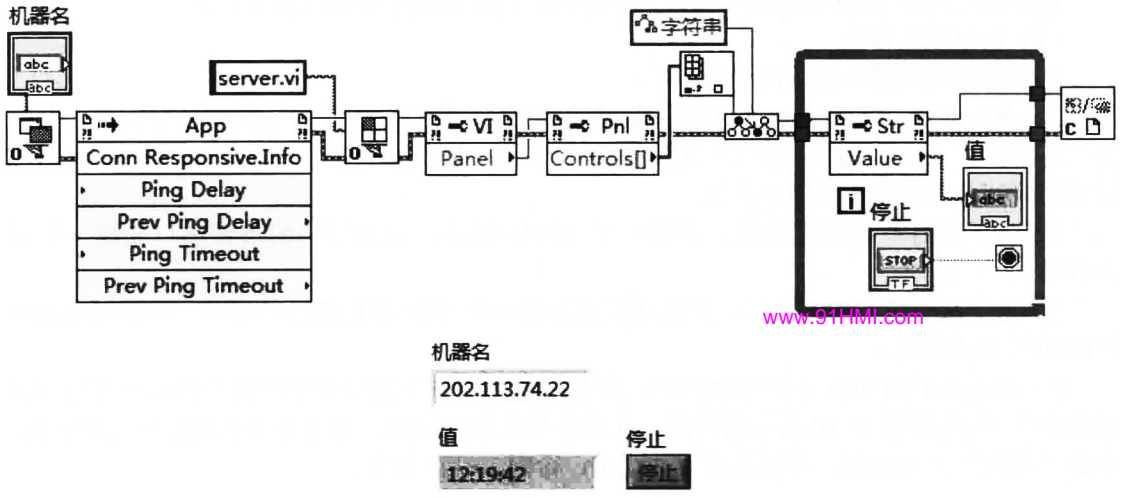 机器名
abc
abc
server.vi
App
Conn Responsive.Info
Ping Delay
Prev Ping Delay
Ping Timeout
Prev Ping Timeout
VI
Panel
Pnl
Controls[]
字符串
Str
Value
值
abc
abc
i
停止
STOP
TF
C
www.91HMI.com
机器名
202.113.74.22
值
12:19:42
停止
停止